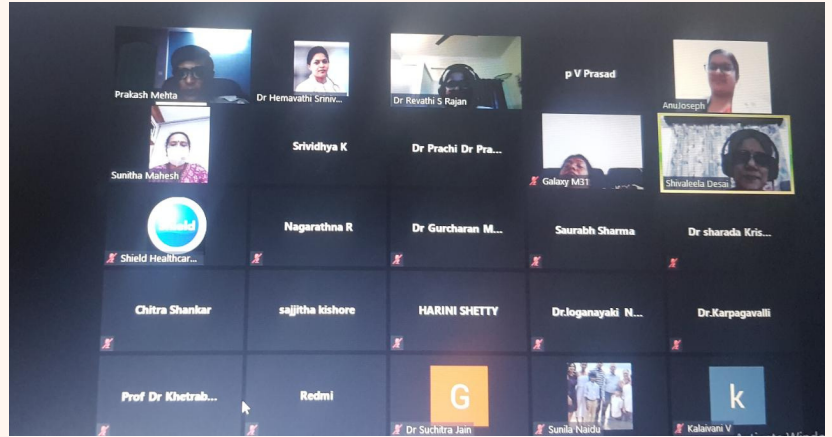 Prakash Mehta
Dr Hemavathi Sriniv...
Dr Revathi S Rajan
p V Prasad
AnuJoseph
Sunitha Mahesh
Srividhya K
Dr Prachi Dr Pra...
Galaxy M31
Shivaleela Desai
Shield
Shield Healthcar...
Nagarathna R
Dr Gurcharan M...
Saurabh Sharma
Dr sharada Kris...
Chitra Shankar
sajjitha kishore
HARINI SHETTY
Dr.loganayaki N...
Dr.Karpagavalli
Prof Dr Khetrab...
Redmi
G
Dr Suchitra Jain
Sunila Naidu
k
Kalaivani V